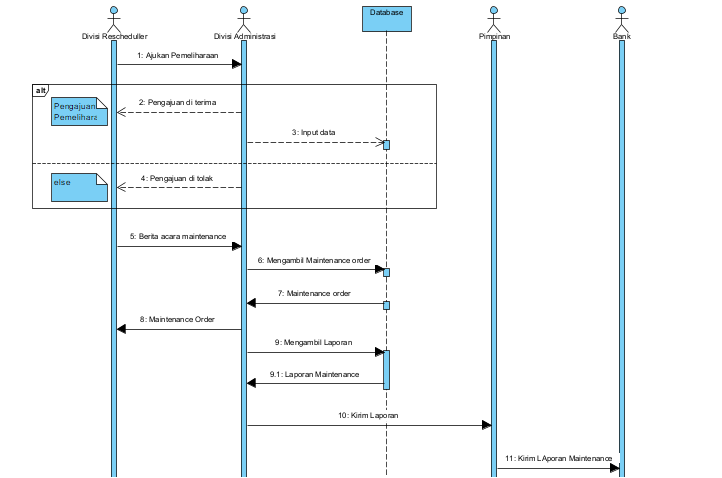 Database
Divisi Rescheduller
Divisi Administrasi
Pimpinan
Bank
1: Ajukan Pemeliharaan
alt
Pengajuan
Pemelihara
2: Pengajuan di terima
3: Input data
else
4: Pengajuan di tolak
5: Berita acara maintenance
6: Mengambil Maintenance order
7: Maintenance order
8: Maintenance Order
9: Mengambil Laporan
9.1: Laporan Maintenance
10: Kirim Laporan
11: Kirim LAporan Maintenance